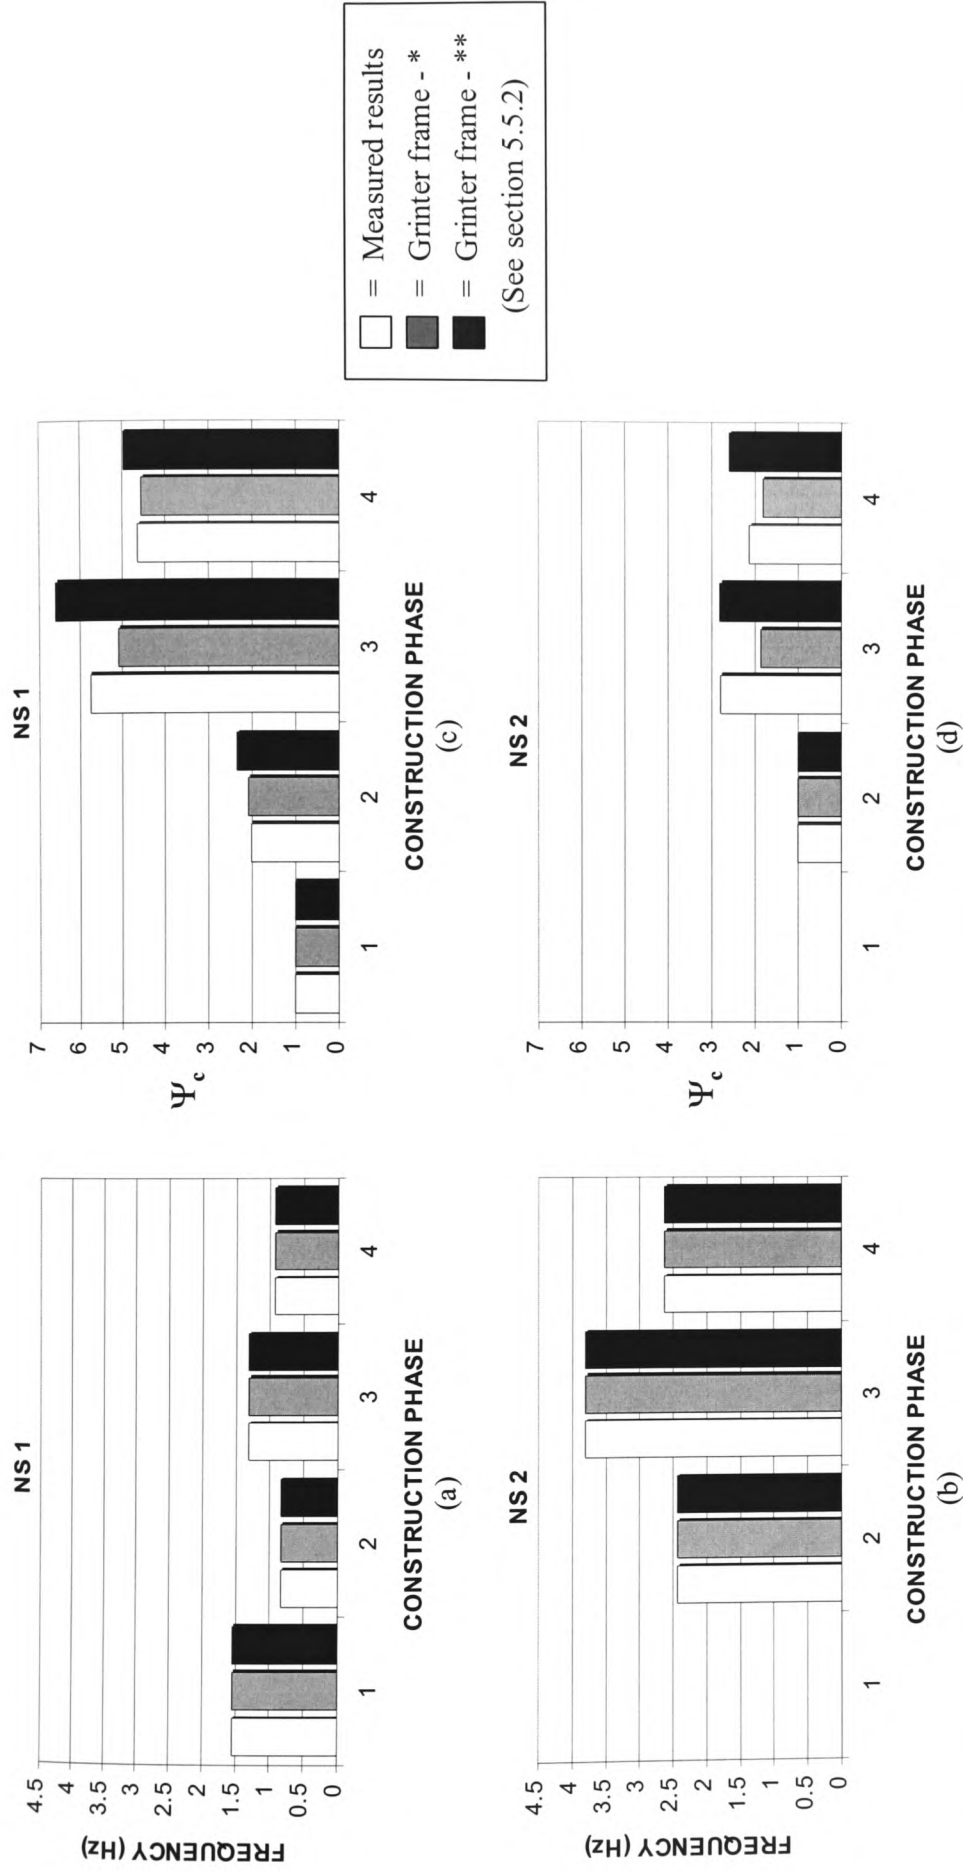 NS 1
FREQUENCY (Hz)
4.5
4
3.5
3
2.5
2
1.5
1
0.5
0
1 2 3 4
CONSTRUCTION PHASE
(a)
NS 2
FREQUENCY (Hz)
4.5
4
3.5
3
2.5
2
1.5
1
0.5
0
1 2 3 4
CONSTRUCTION PHASE
(b)
NS 1
Ψc
7
6
5
4
3
2
1
0
1 2 3 4
CONSTRUCTION PHASE
(c)
NS 2
Ψc
7
6
5
4
3
2
1
0
1 2 3 4
CONSTRUCTION PHASE
(d)
= Measured results
= Grinter frame - *
= Grinter frame - **
(See section 5.5.2)